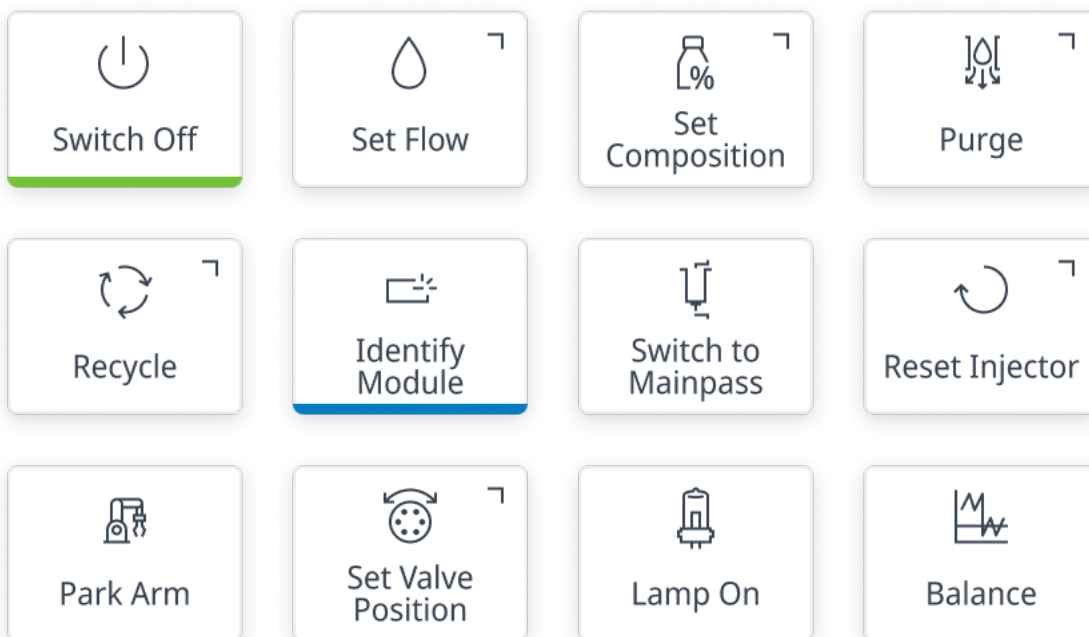 Switch Off
Set Flow
%
Set
Composition
Purge
Recycle
Identify
Module
Switch to
Mainpass
Reset Injector
Park Arm
Set Valve
Position
Lamp On
Balance